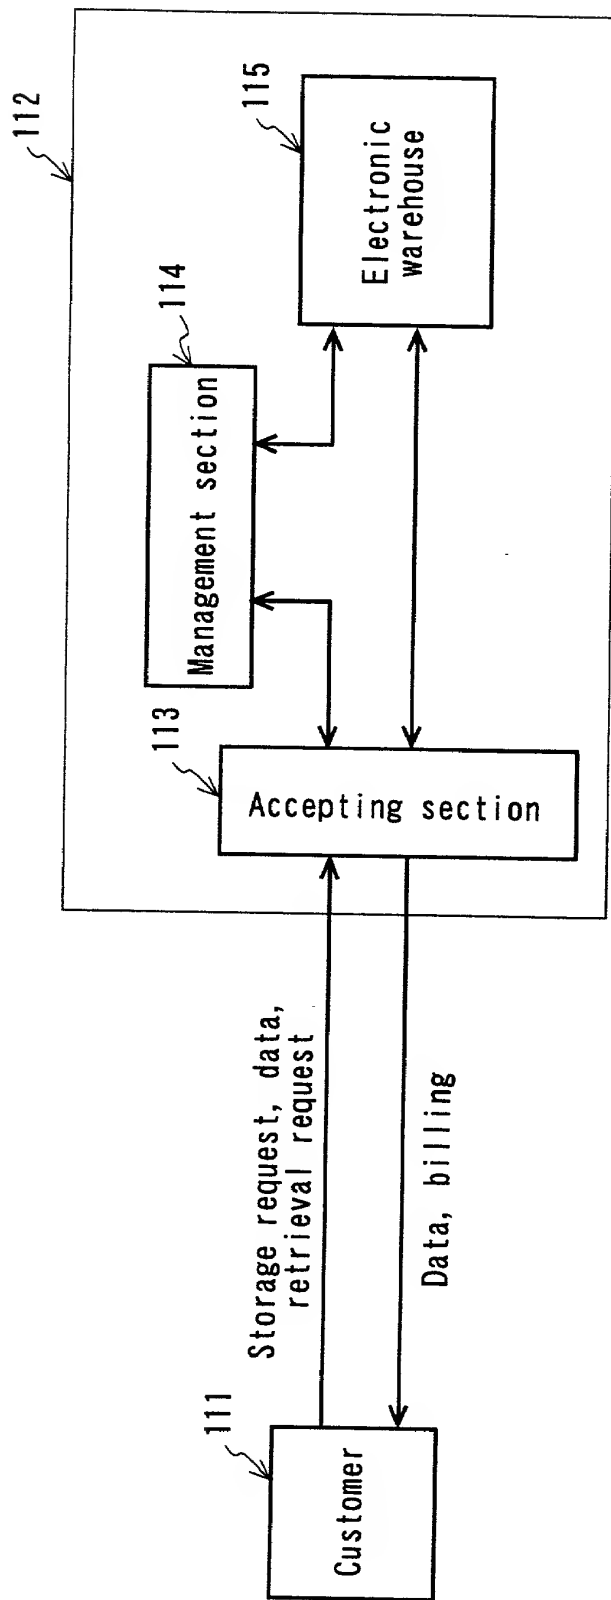 112
114
115
Management section
Electronic
warehouse
113
Accepting section
111
Customer
Storage request, data,
retrieval request
Data, billing